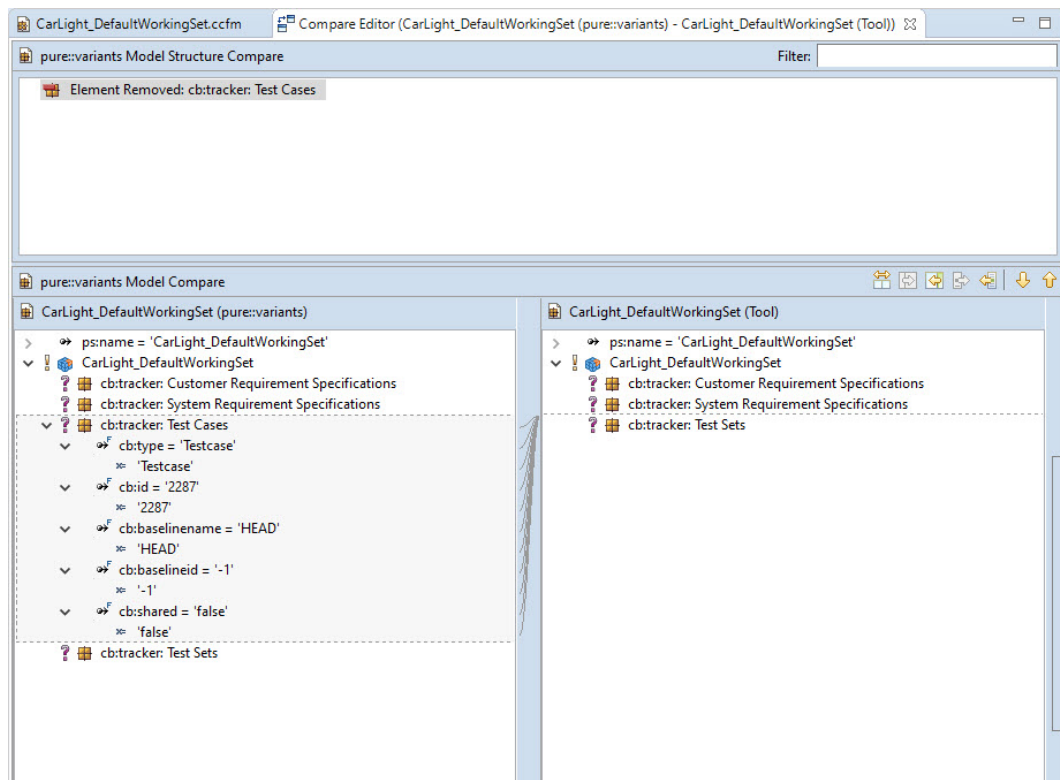 CarLight_DefaultWorkingSet.ccfm
Compare Editor (CarLight_DefaultWorkingSet (pure::variants) - CarLight_DefaultWorkingSet (Tool))
pure::variants Model Structure Compare
Filter:
Element Removed: cb:tracker: Test Cases
pure::variants Model Compare
CarLight_DefaultWorkingSet (pure::variants)
ps:name = 'CarLight_DefaultWorkingSet'
CarLight_DefaultWorkingSet
cb:tracker: Customer Requirement Specifications
cb:tracker: System Requirement Specifications
cb:tracker: Test Cases
cb:type = 'Testcase'
'Testcase'
cb:id = '2287'
'2287'
cb:baselinename = 'HEAD'
'HEAD'
cb:baselineid = '-1'
'-1'
cb:shared = 'false'
'false'
cb:tracker: Test Sets
CarLight_DefaultWorkingSet (Tool)
ps:name = 'CarLight_DefaultWorkingSet'
CarLight_DefaultWorkingSet
cb:tracker: Customer Requirement Specifications
cb:tracker: System Requirement Specifications
cb:tracker: Test Sets